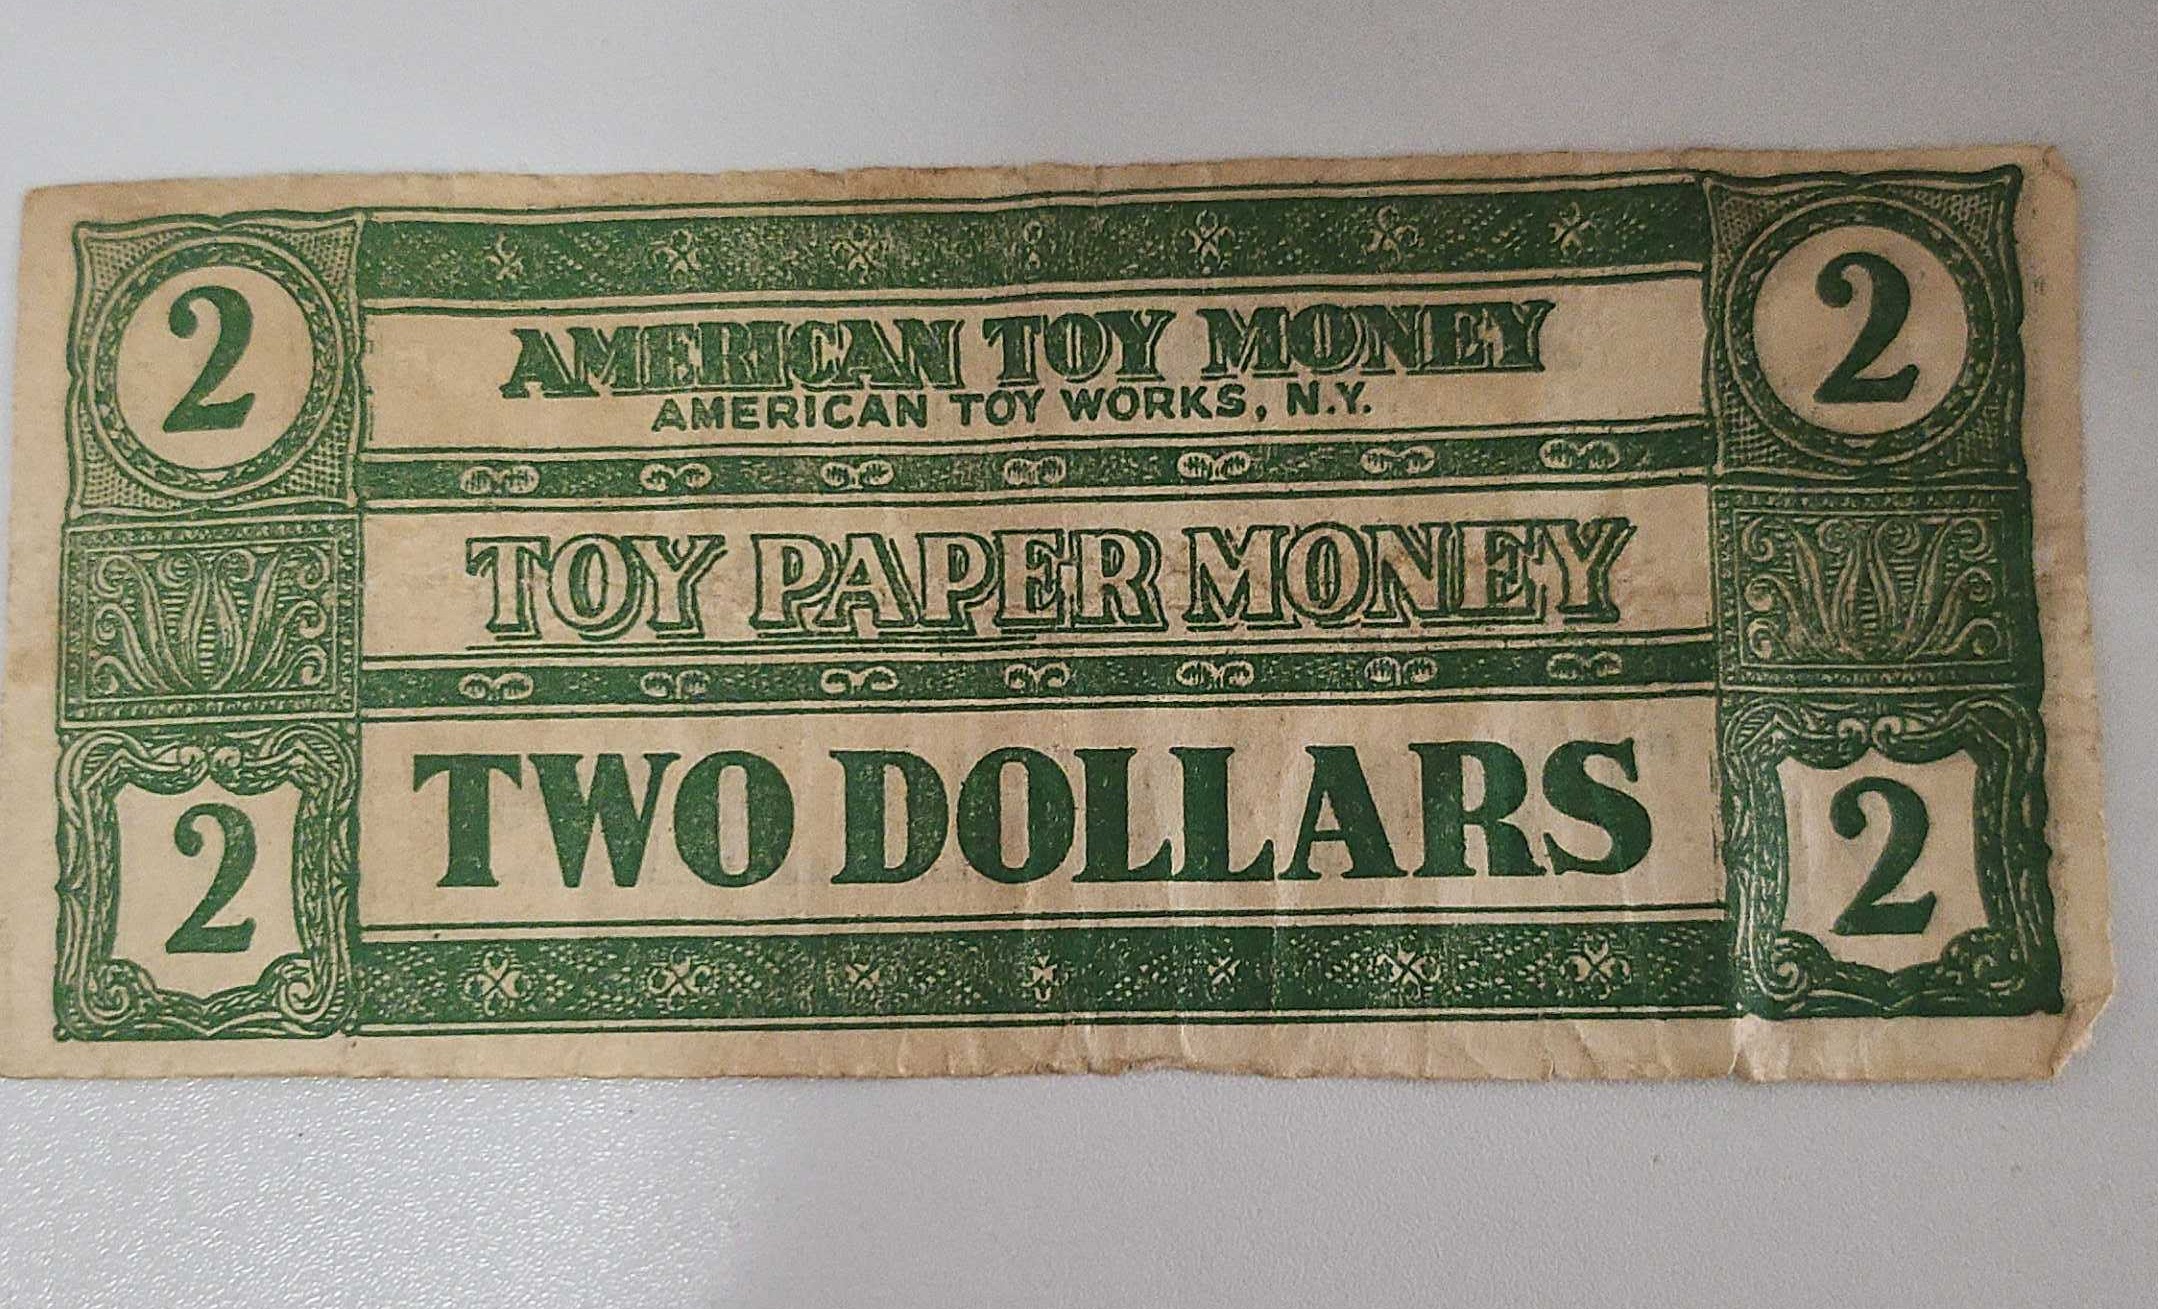 2 2
AMERICAN TOY MONEY
AMERICAN TOY WORKS, N.Y.
TOY PAPER MONEY
TWO DOLLARS
2 2